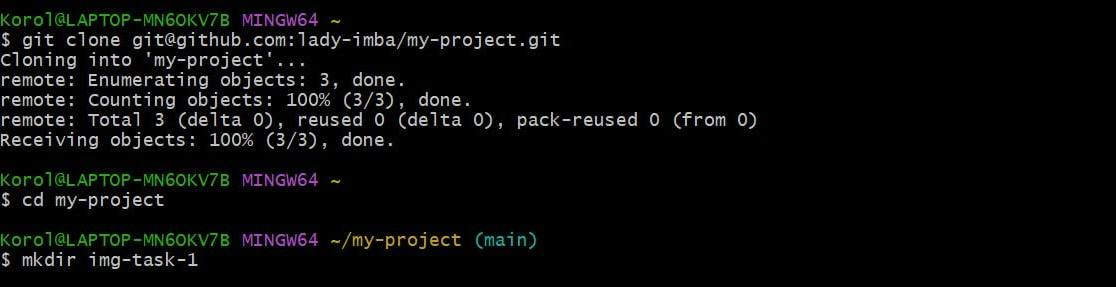 Korol@LAPTOP-MN6OKV7B MINGW64 ~
$ git clone git@github.com:lady-imba/my-project.git
Cloning into 'my-project'...
remote: Enumerating objects: 3, done.
remote: Counting objects: 100% (3/3), done.
remote: Total 3 (delta 0), reused 0 (delta 0), pack-reused 0 (from 0)
Receiving objects: 100% (3/3), done.
Korol@LAPTOP-MN6OKV7B MINGW64 ~
$ cd my-project
Korol@LAPTOP-MN6OKV7B MINGW64 ~/my-project (main)
$ mkdir img-task-1